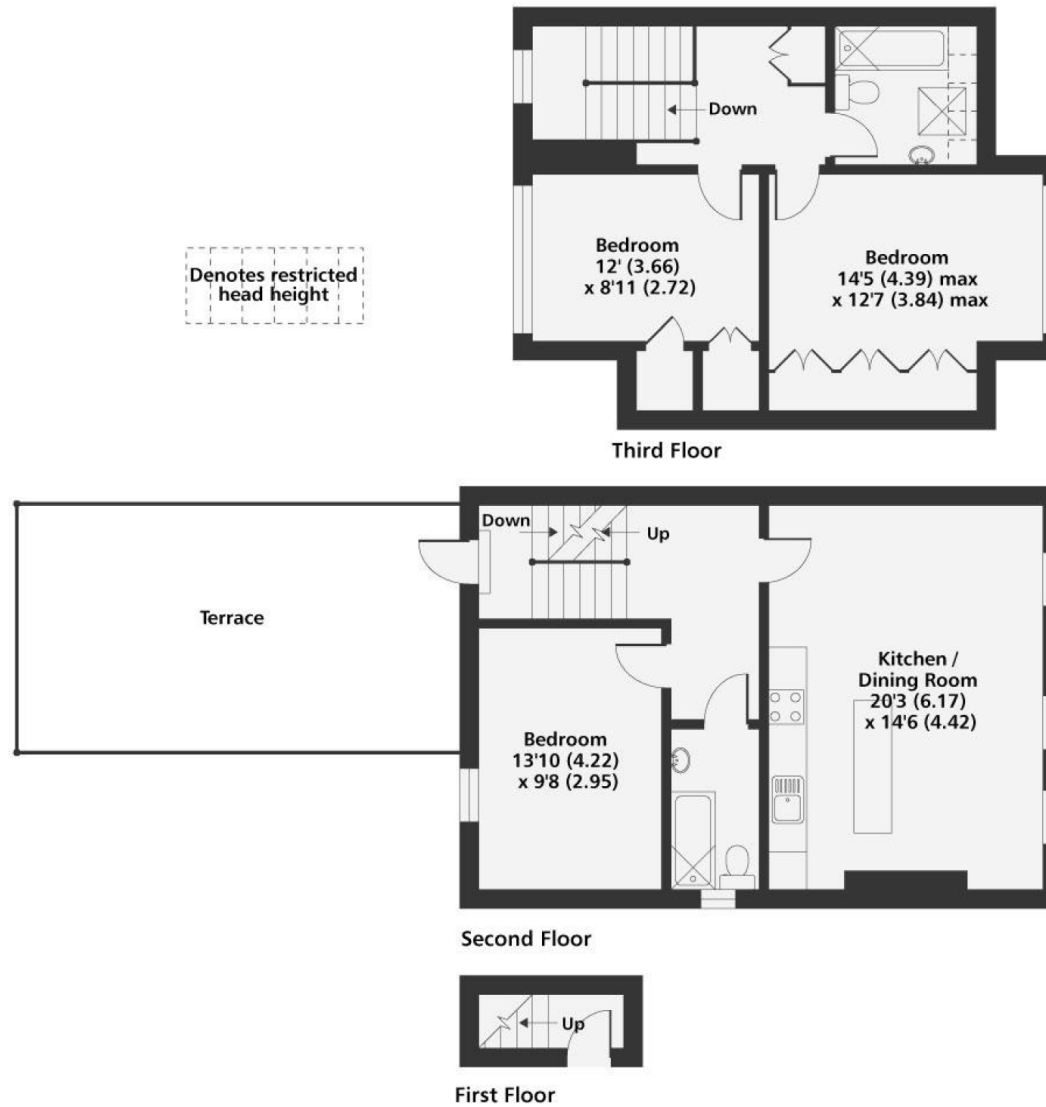 Down
Bedroom
12' (3.66)
x 8'11 (2.72)
Bedroom
14'5 (4.39) max
x 12'7 (3.84) max
Denotes restricted
head height
Third Floor
Down
Up
Terrace
Kitchen /
Dining Room
20'3 (6.17)
x 14'6 (4.42)
Bedroom
13'10 (4.22)
x 9'8 (2.95)
Second Floor
Up
First Floor